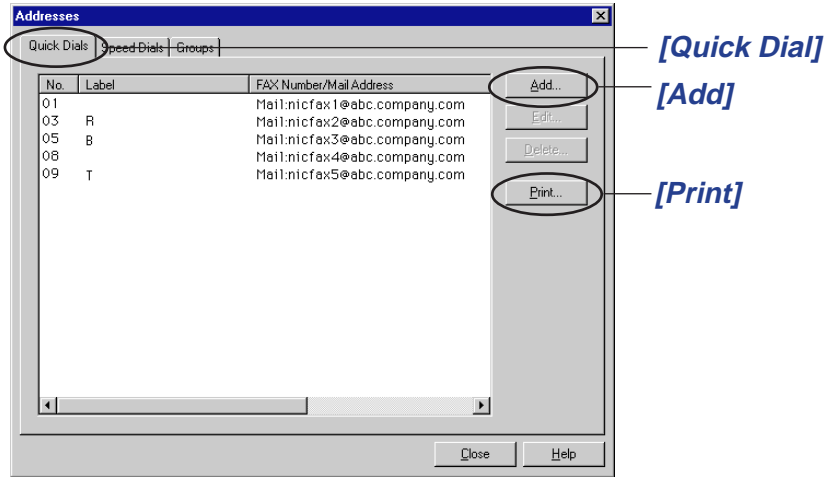 Addresses
Quick Dials Speed Dials Groups
[Quick Dial]
No. Label FAX Number/Mail Address
Add...
[Add]
01 Mail:nicfax1@abc.company.com
03 R Mail:nicfax2@abc.company.com
Edit...
05 B Mail:nicfax3@abc.company.com
08 Mail:nicfax4@abc.company.com
Delete...
09 T Mail:nicfax5@abc.company.com
Print...
[Print]
Close Help